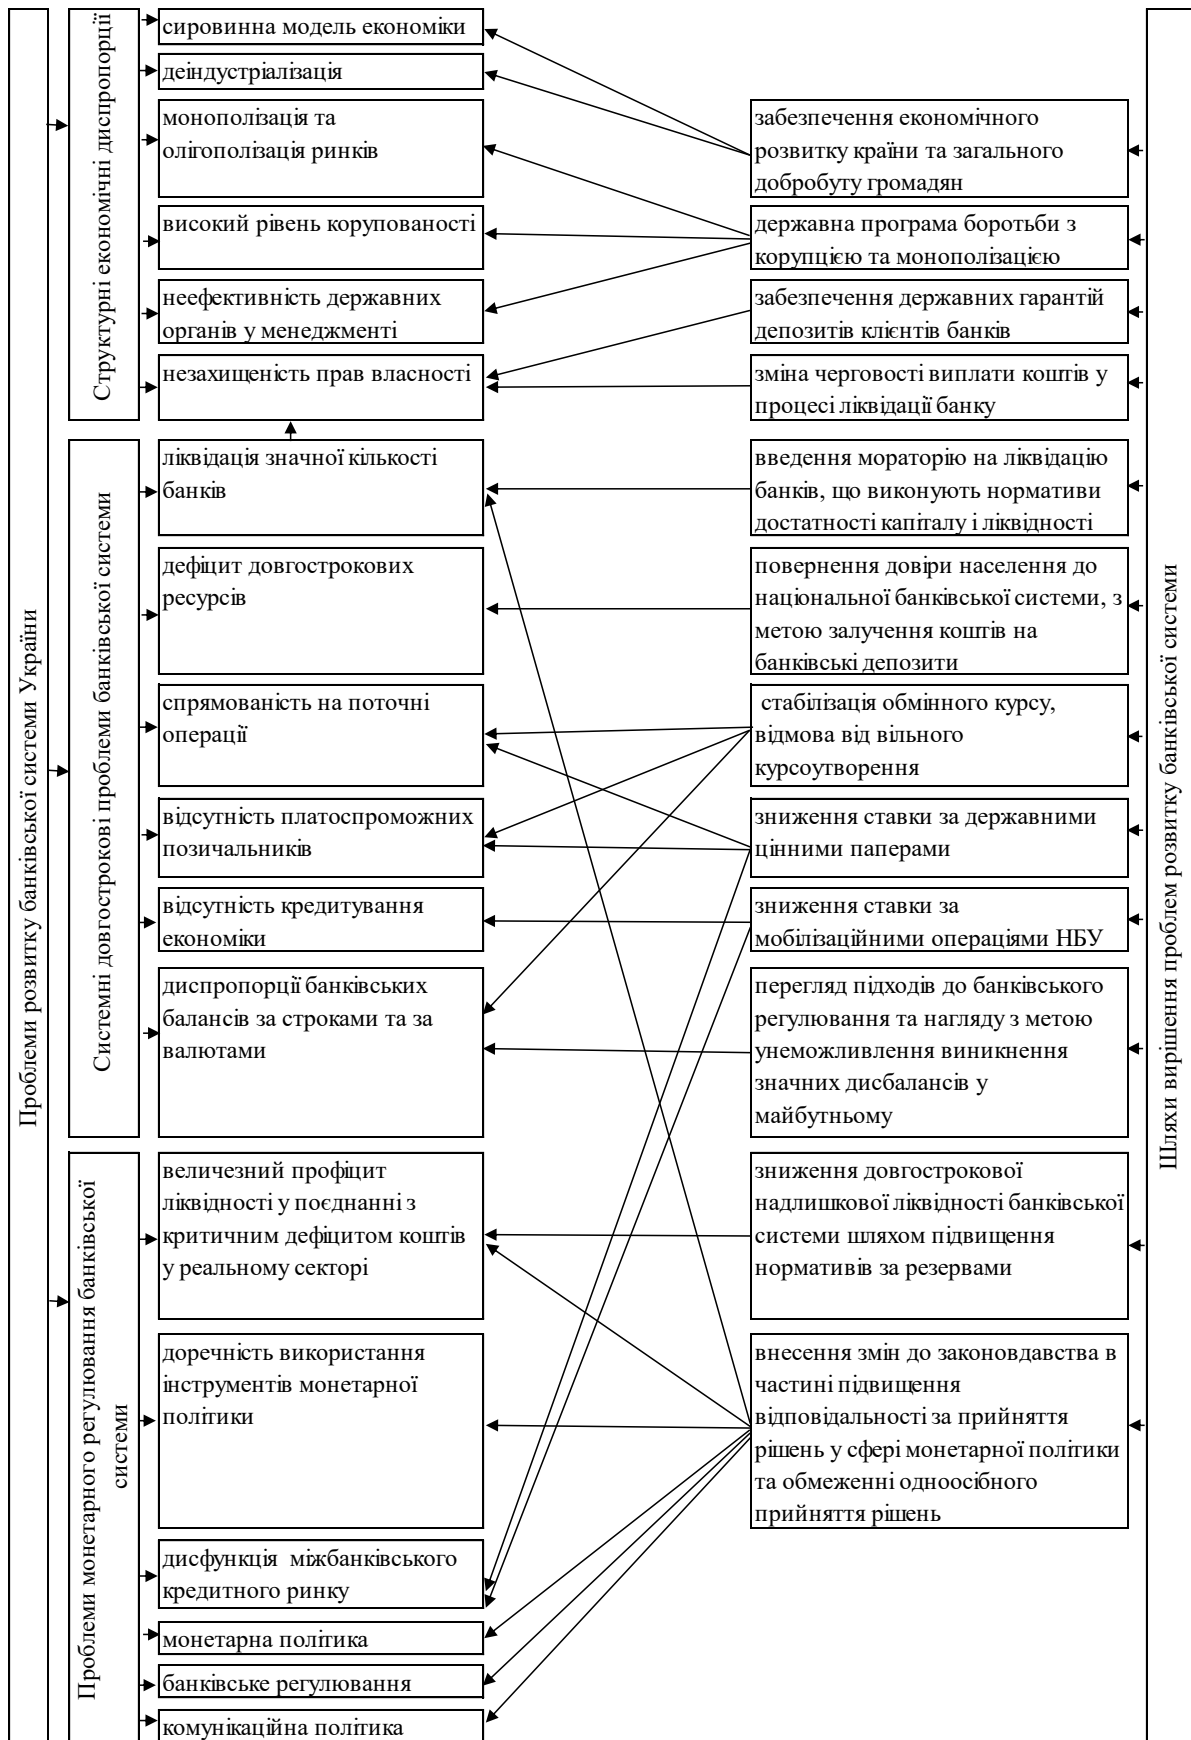 Проблеми розвитку банківської системи України
Структурні економічні диспропорції
сировинна модель економіки
деіндустріалізація
монополізація та
олігополізація ринків
високий рівень корупованості
неефективність державних
органів у менеджменті
незахищеність прав власності
Системні довгострокові проблеми банківської системи
ліквідація значної кількості
банків
дефіцит довгострокових
ресурсів
спрямованість на поточні
операції
відсутність платоспроможних
позичальників
відсутність кредитування
економіки
диспропорції банківських
балансів за строками та за
валютами
Проблеми монетарного регулювання банківської
системи
величезний профіцит
ліквідності у поєднанні з
критичним дефіцитом коштів
у реальному секторі
доречність використання
інструментів монетарної
політики
дисфункція міжбанківського
кредитного ринку
монетарна політика
банківське регулювання
комунікаційна політика
забезпечення економічного
розвитку країни та загального
добробуту громадян
державна програма боротьби з
корупцією та монополізацією
забезпечення державних гарантій
депозитів клієнтів банків
зміна черговості виплати коштів у
процесі ліквідації банку
введення мораторію на ліквідацію
банків, що виконують нормативи
достатності капіталу і ліквідності
повернення довіри населення до
національної банківської системи, з
метою залучення коштів на
банківські депозити
стабілізація обмінного курсу,
відмова від вільного
курсоутворення
зниження ставки за державними
цінними паперами
зниження ставки за
мобілізаційними операціями НБУ
перегляд підходів до банківського
регулювання та нагляду з метою
унеможливлення виникнення
значних дисбалансів у
майбутньому
зниження довгострокової
надлишкової ліквідності банківської
системи шляхом підвищення
нормативів за резервами
внесення змін до законовдавства в
частині підвищення
відповідальності за прийняття
рішень у сфері монетарної політики
та обмеженні одноосібного
прийняття рішень
Шляхи вирішення проблем розвитку банківської системи